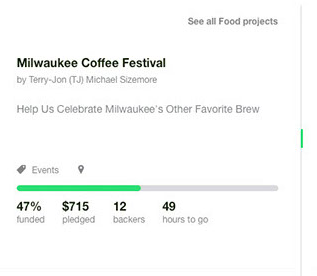 See all Food projects
Milwaukee Coffee Festival
by Terry-Jon (TJ) Michael Sizemore
Help Us Celebrate Milwaukee's Other Favorite Brew
Events
47% $715 12 49
funded pledged backers hours to go